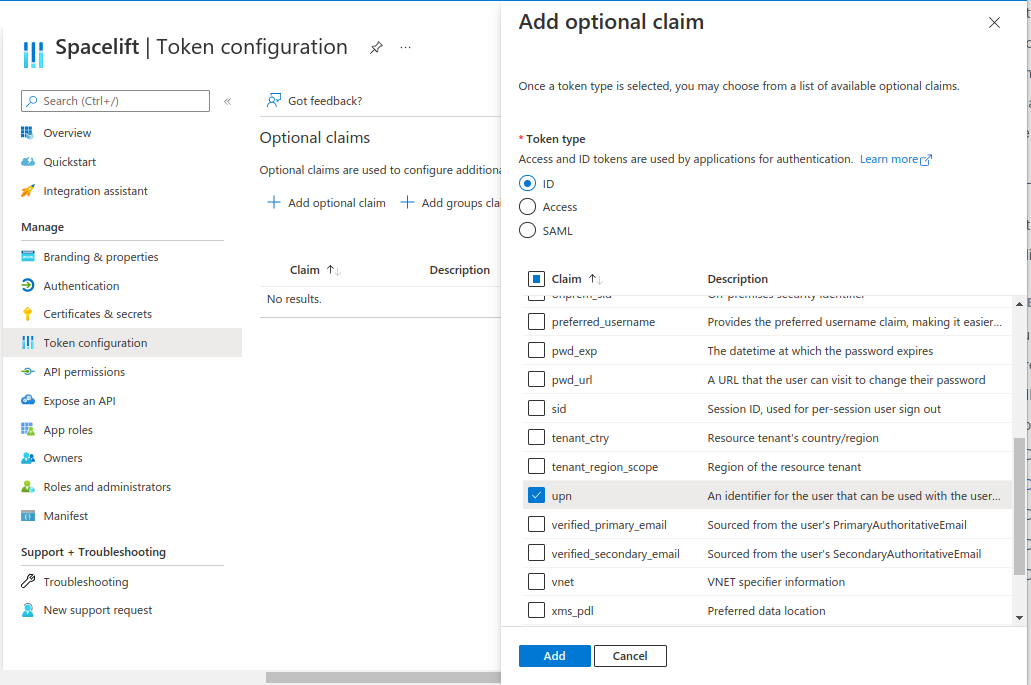 Spacelift | Token configuration
...
Search (Ctrl+/)
«
Overview
Quickstart
Integration assistant
Manage
Branding & properties
Authentication
Certificates & secrets
Token configuration
API permissions
Expose an API
App roles
Owners
Roles and administrators
Manifest
Support + Troubleshooting
Troubleshooting
New support request
Got feedback?
Optional claims
Optional claims are used to configure additiona
Add optional claim
Add groups clai
Claim ↑↓ Description
No results.
Add optional claim
Once a token type is selected, you may choose from a list of available optional claims.
* Token type
Access and ID tokens are used by applications for authentication. Learn more
ID
Access
SAML
Claim ↑↓ Description
onprem_sid On-premises security identifier
preferred_username Provides the preferred username claim, making it easier...
pwd_exp The datetime at which the password expires
pwd_url A URL that the user can visit to change their password
sid Session ID, used for per-session user sign out
tenant_ctry Resource tenant's country/region
tenant_region_scope Region of the resource tenant
upn An identifier for the user that can be used with the user...
verified_primary_email Sourced from the user's PrimaryAuthoritativeEmail
verified_secondary_email Sourced from the user's SecondaryAuthoritativeEmail
vnet VNET specifier information
xms_pdl Preferred data location
Add Cancel